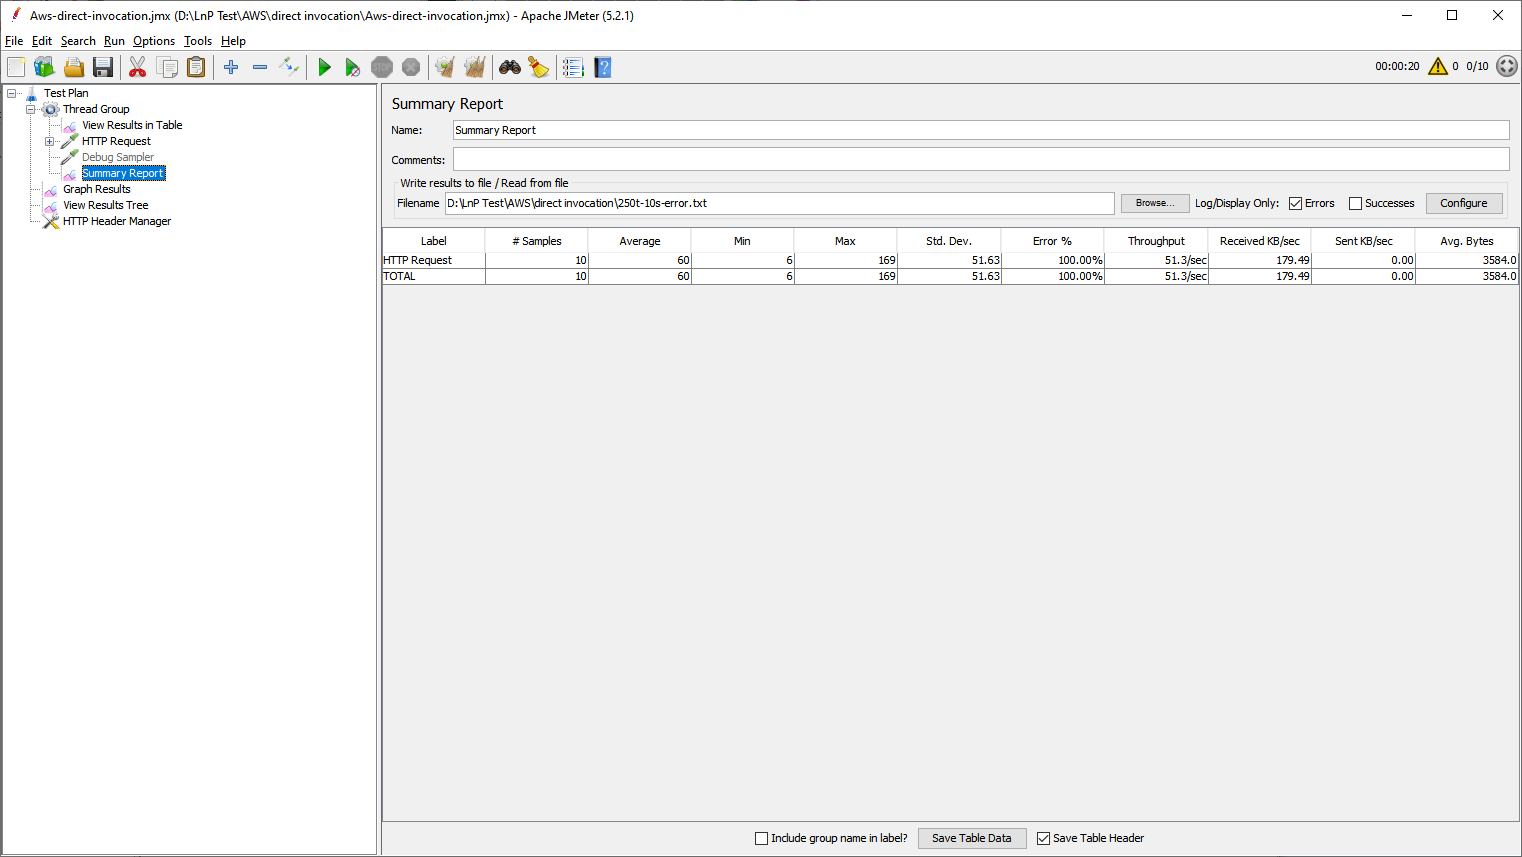 Aws-direct-invocation.jmx (D:\LnP Test\AWS\direct invocation\Aws-direct-invocation.jmx) - Apache JMeter (5.2.1)
File Edit Search Run Options Tools Help
STOP
00:00:20 0 0/10
Test Plan
Thread Group
View Results in Table
HTTP Request
Debug Sampler
Summary Report
Graph Results
View Results Tree
HTTP Header Manager
Summary Report
Name: Summary Report
Comments:
Write results to file / Read from file
Filename D:\LnP Test\AWS\direct invocation\250t-10s-error.txt Browse... Log/Display Only: Errors Successes Configure
Label # Samples Average Min Max Std. Dev. Error % Throughput Received KB/sec Sent KB/sec Avg. Bytes
HTTP Request 10 60 6 169 51.63 100.00% 51.3/sec 179.49 0.00 3584.0
TOTAL 10 60 6 169 51.63 100.00% 51.3/sec 179.49 0.00 3584.0
Include group name in label? Save Table Data Save Table Header